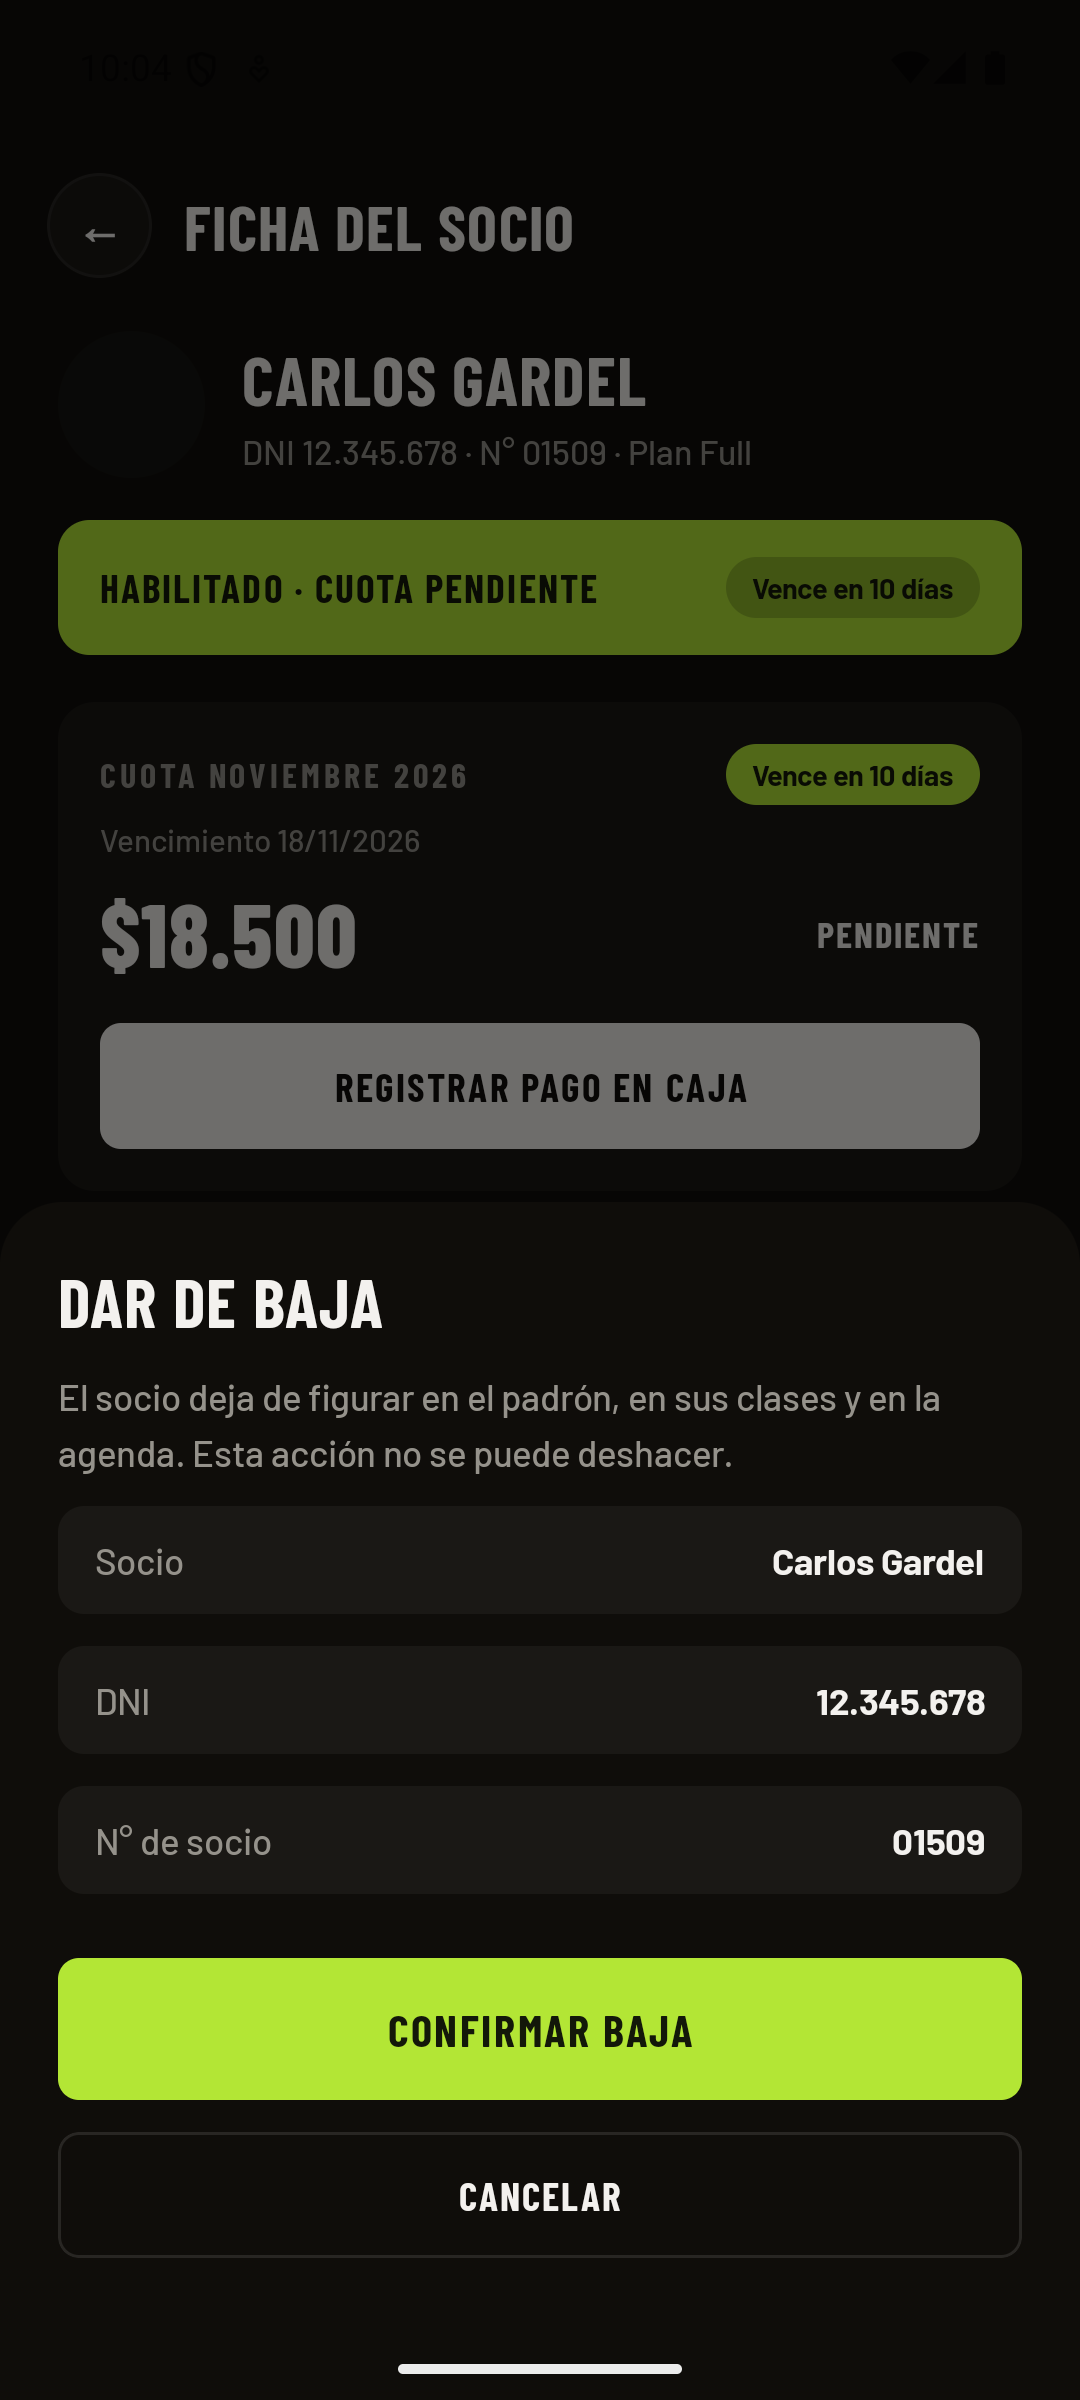 10:04
FICHA DEL SOCIO
CARLOS GARDEL
DNI 12.345.678 · N° 01509 · Plan Full
HABILITADO · CUOTA PENDIENTE
Vence en 10 días
CUOTA NOVIEMBRE 2026
Vence en 10 días
Vencimiento 18/11/2026
$18.500
PENDIENTE
REGISTRAR PAGO EN CAJA
DAR DE BAJA
El socio deja de figurar en el padrón, en sus clases y en la
agenda. Esta acción no se puede deshacer.
Socio
Carlos Gardel
DNI
12.345.678
N° de socio
01509
CONFIRMAR BAJA
CANCELAR